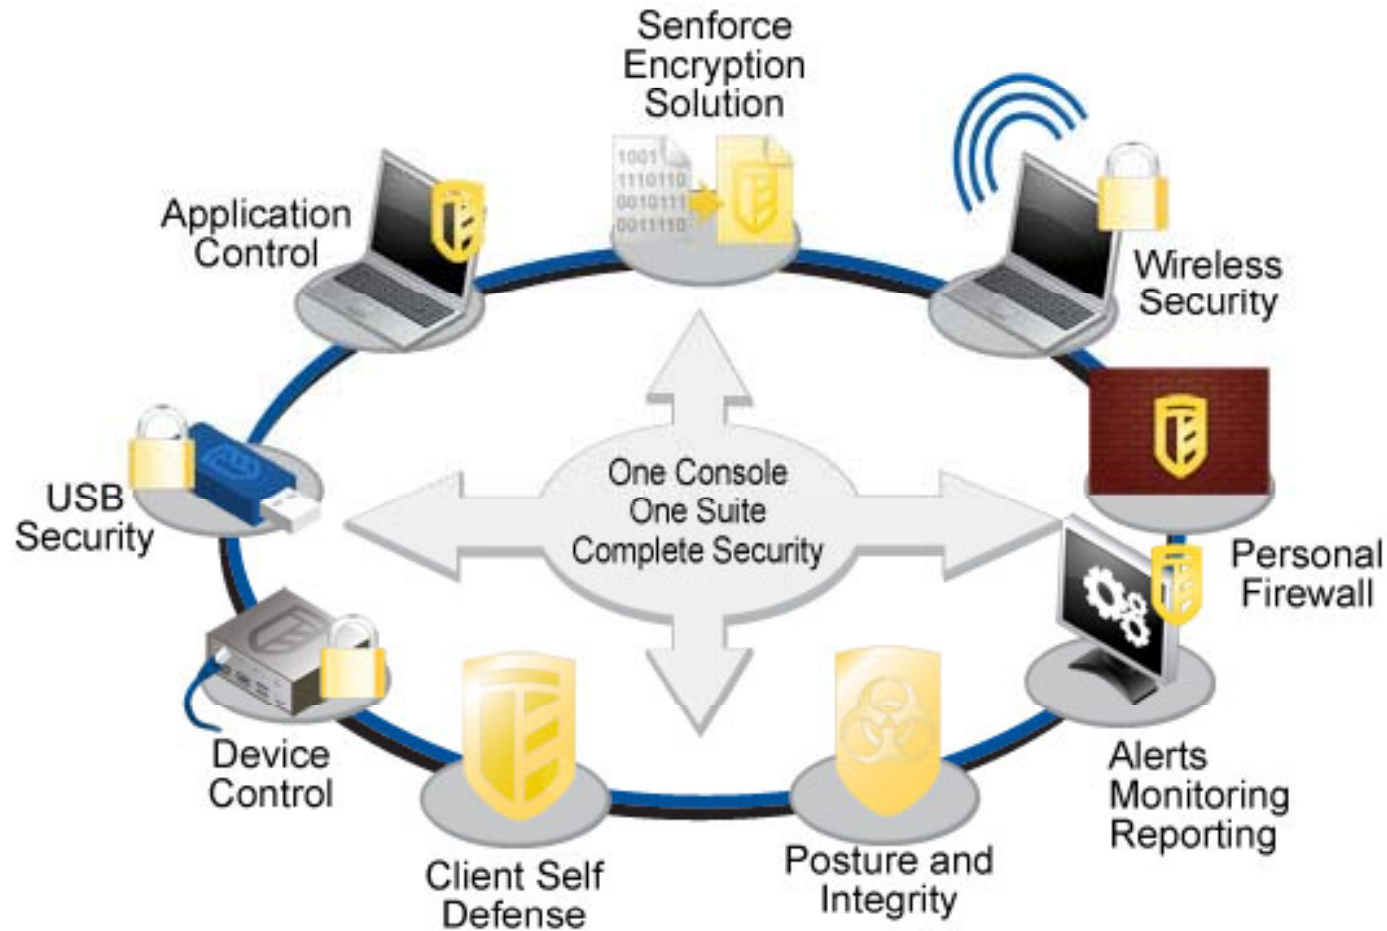 Senforce
Encryption
Solution
1001
1110110
0010111
0011110
Application
Control
Wireless
Security
USB
Security
One Console
One Suite
Complete Security
Personal
Firewall
Device
Control
Alerts
Monitoring
Reporting
Client Self
Defense
Posture and
Integrity